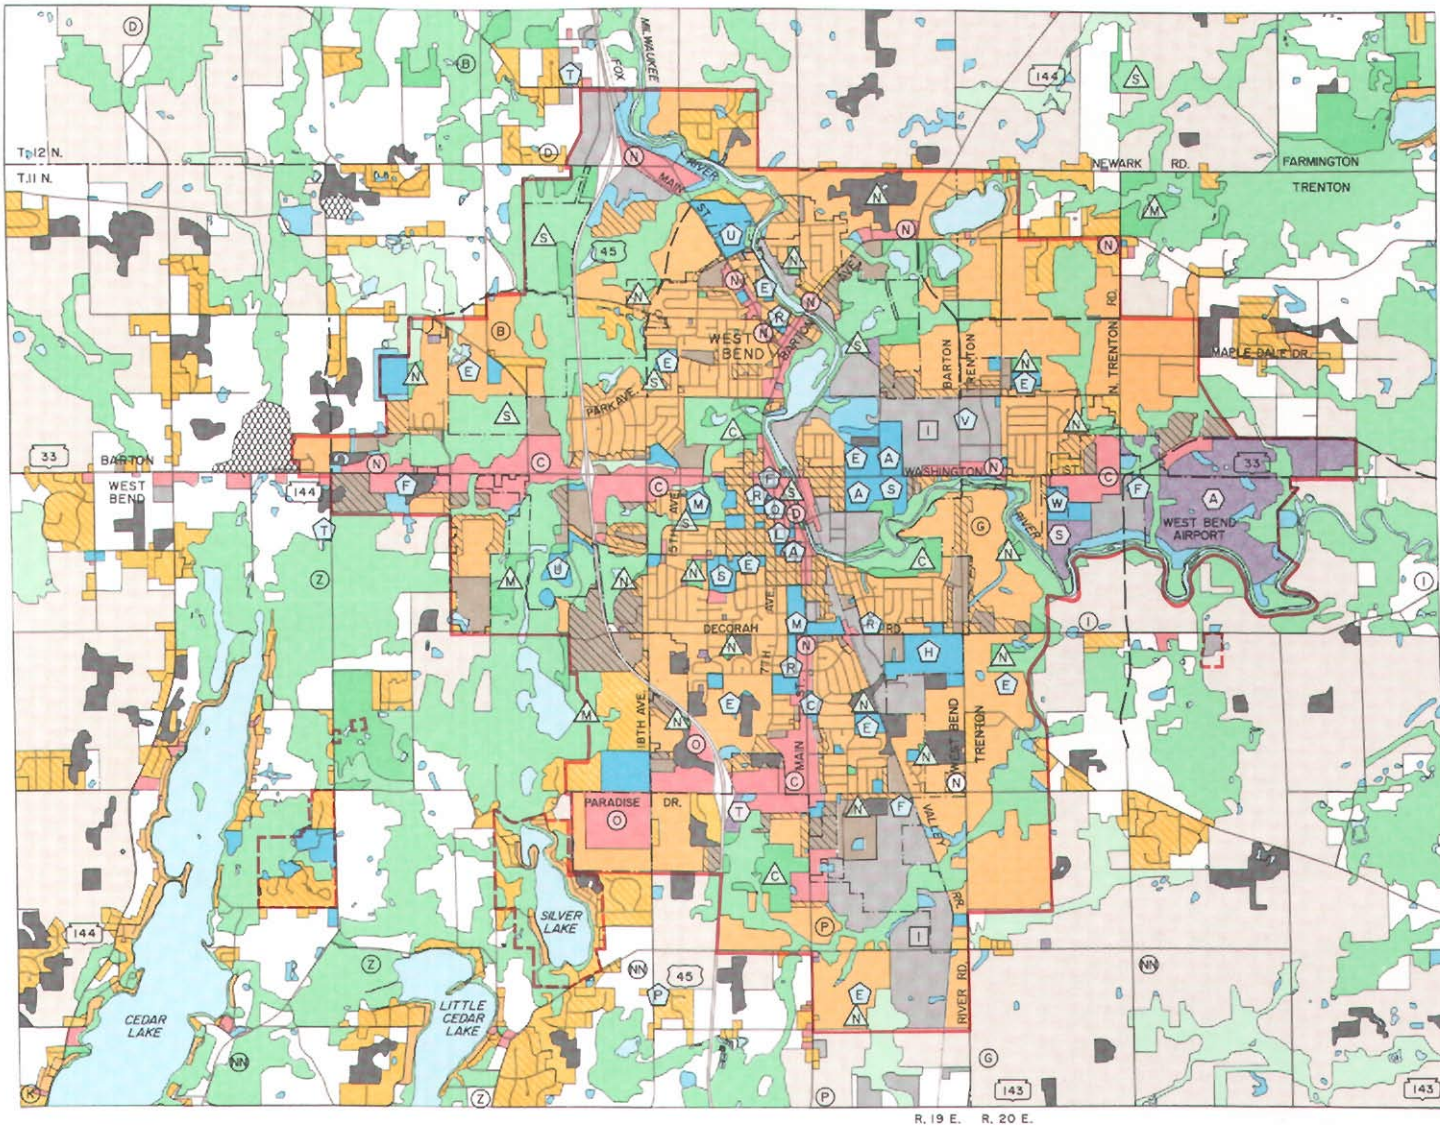 D
B
T
MILWAUKEE
FOX
144
S
T. 12 N.
D
N
NEWARK RD.
FARMINGTON
T. 11 N.
MAIN ST.
RIVER
N
M
TRENTON
S
45
U
N
N
N
N
N
E
N
AVE.
N. TRENTON RD.
B
R
N
WEST
BEND
BARTON
S
BARTON
TRENTON
MAPLE DALE DR.
N
E
E
S
N
E
PARK AVE.
S
C
I
V
N
33
BARTON
WEST
BEND
N
C
E
A
WASHINGTON ST.
N
C
33
144
F
C
5TH AVE.
M
S
F
R
S
O
D
A
S
W
F
A
WEST BEND
AIRPORT
T
L
G
RIVER
S
Z
M
U
N
N
S
E
A
C
N
I
I
DECORAH RD.
N
7TH AVE.
M
R
N
R
H
N
E
M
18TH AVE.
N
E
C
N
E
O
MAIN ST.
N
WEST BEND
TRENTON
N
C
PARADISE DR.
O
T
N
F
VALLEY
C
RR.
SILVER
LAKE
P
I
144
Z
NN
45
NN
P
E
N
RIVER RD.
CEDAR
LAKE
LITTLE
CEDAR
LAKE
NN
G
K
Z
P
143
143
R. 19 E. R. 20 E.